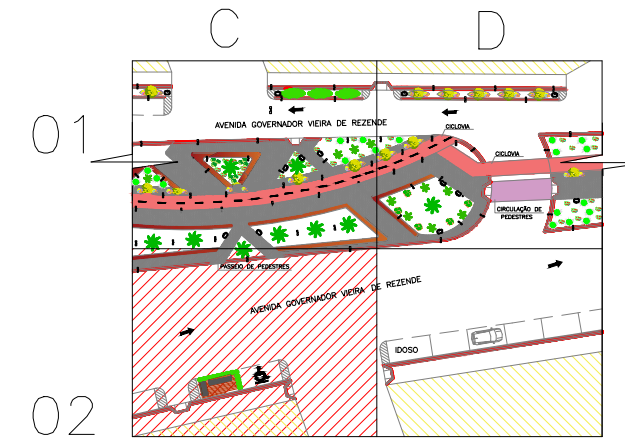 C
D
01
AVENIDA GOVERNADOR VIEIRA DE REZENDE
CICLOVIA
CICLOVIA
CIRCULAÇÃO DE
PEDESTRES
PASSEIO DE PEDESTRES
AVENIDA GOVERNADOR VIEIRA DE REZENDE
IDOSO
02